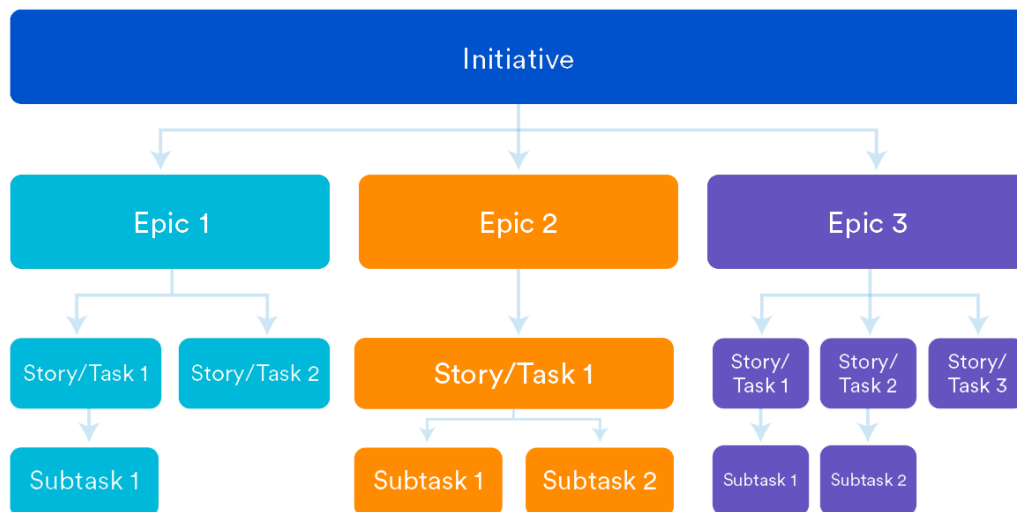 Initiative
Epic 1
Epic 2
Epic 3
Story/Task 1
Story/Task 2
Story/Task 1
Story/
Task 1
Story/
Task 2
Story/
Task 3
Subtask 1
Subtask 1
Subtask 2
Subtask 1
Subtask 2